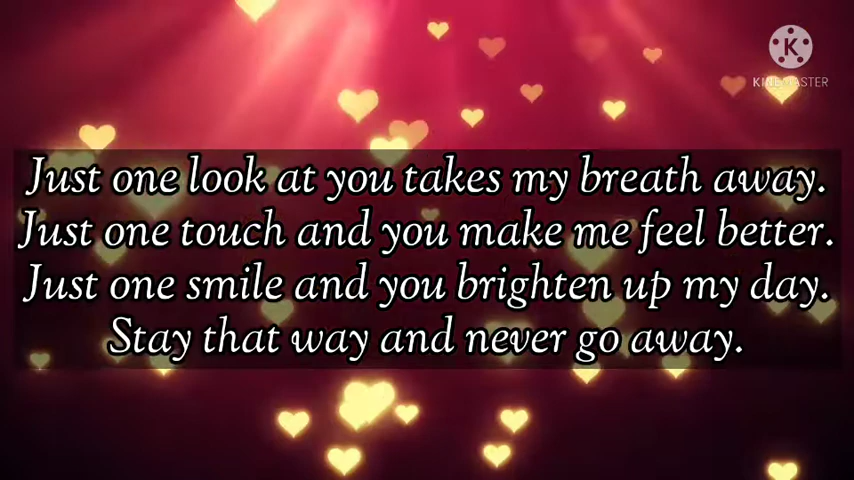 K
KINEMASTER
Just one look at you takes my breath away.
Just one touch and you make me feel better.
Just one smile and you brighten up my day.
Stay that way and never go away.